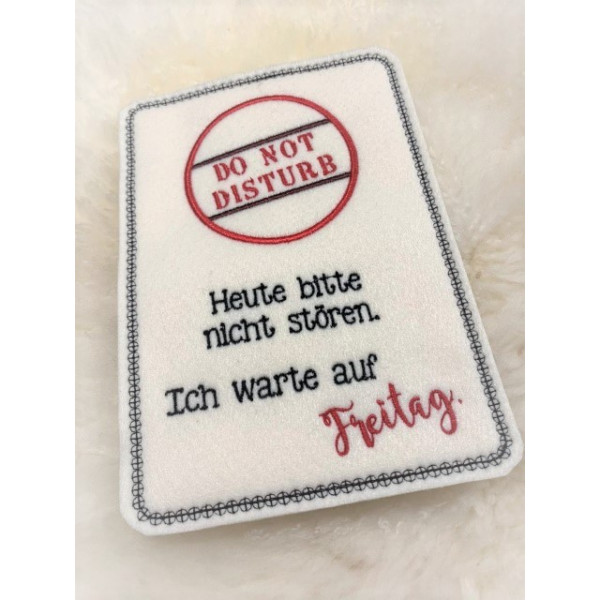 DO NOT
DISTURB
Heute bitte
nicht stören.
Ich warte auf
Freitag.